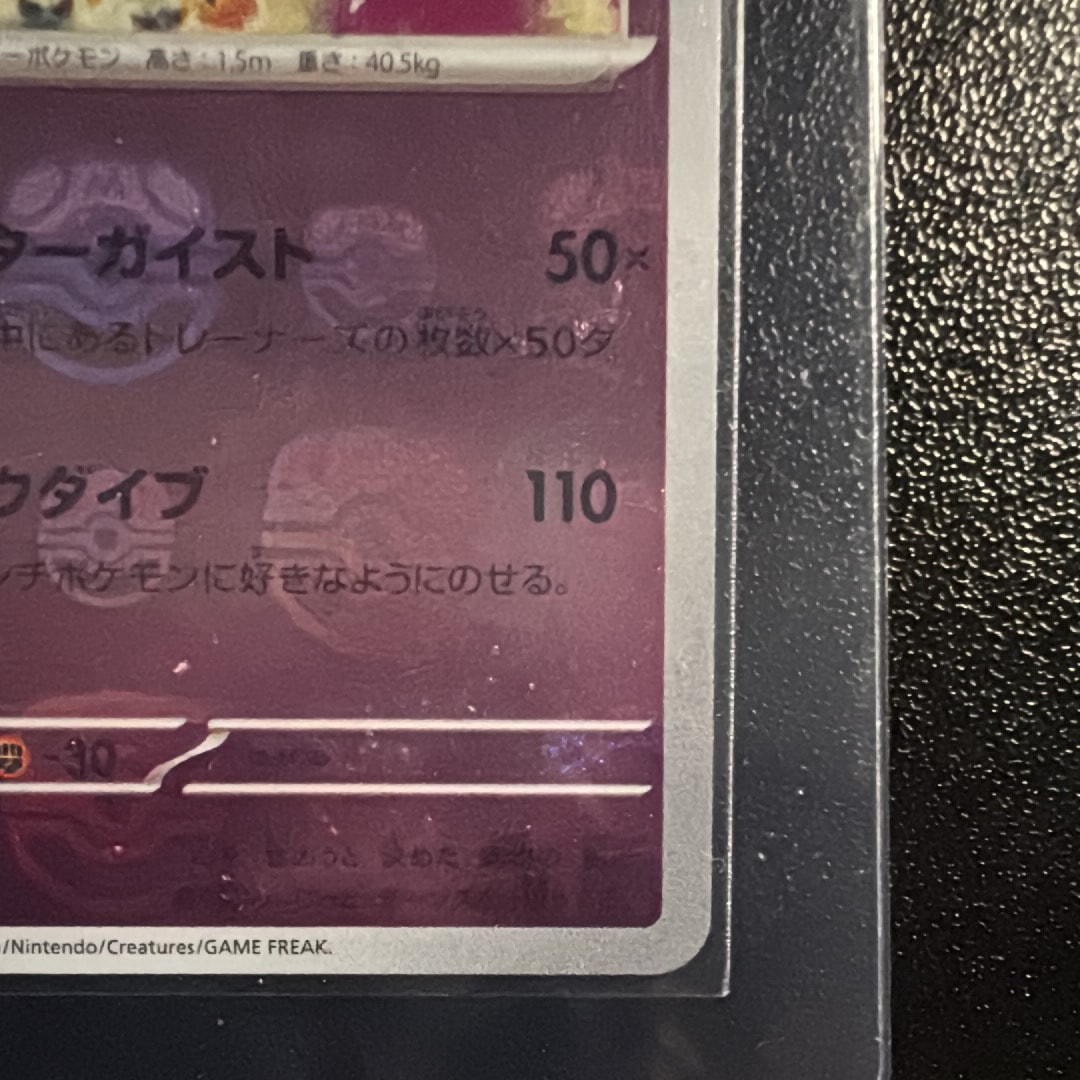 ーポケモン 高さ：1.5m 重さ：40.5kg
ターガイスト 50×
中にあるトレーナーズの枚数×50ダ
ウダイブ 110
ンチポケモンに好きなようにのせる。
-30
/Nintendo/Creatures/GAME FREAK.